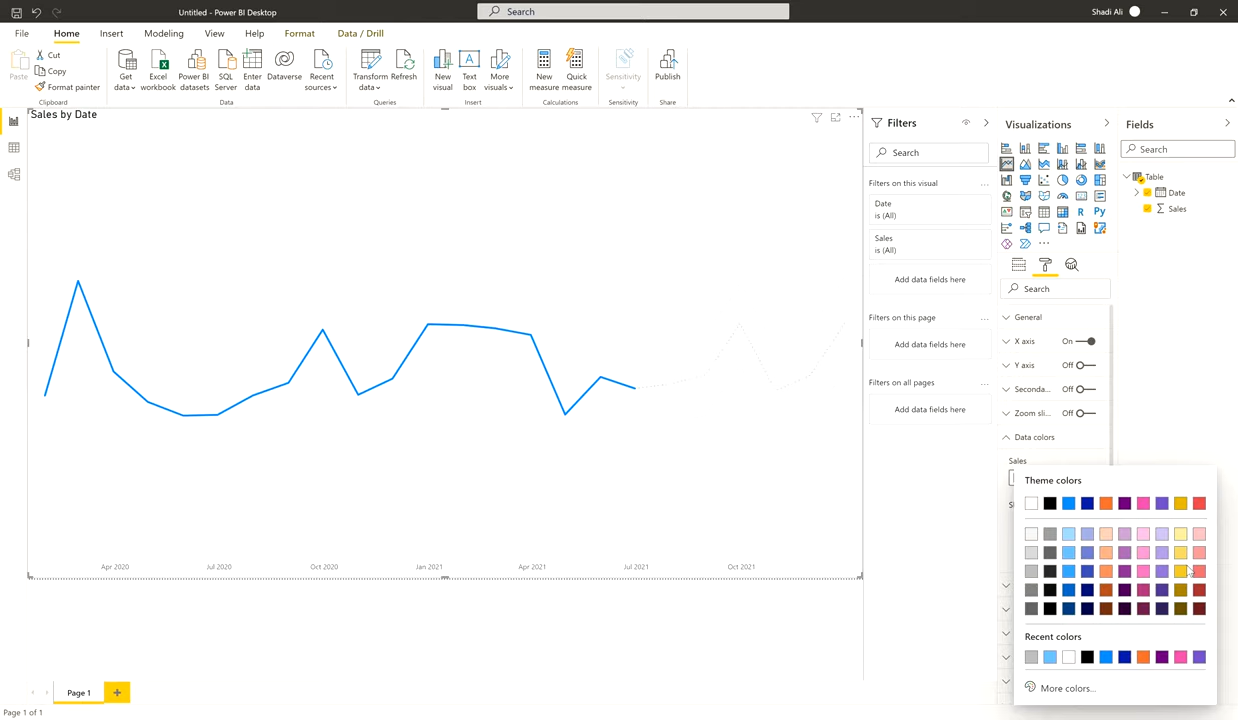 Untitled - Power BI Desktop
Search
Shadi Ali
File Home Insert Modeling View Help Format Data / Drill
Paste
Cut
Copy
Format painter
Clipboard
Get data
Excel workbook
Power BI datasets
SQL Server
Enter data
Dataverse
Recent sources
Data
Transform data
Refresh
Queries
New visual
A
Text box
More visuals
Insert
New measure
Quick measure
Calculations
Sensitivity
Sensitivity
Publish
Share
Sales by Date
Apr 2020 Jul 2020 Oct 2020 Jan 2021 Apr 2021 Jul 2021 Oct 2021
Filters
Search
Filters on this visual
Date
is (All)
Sales
is (All)
Add data fields here
Filters on this page
Add data fields here
Filters on all pages
Add data fields here
Visualizations
R Py
Search
General
X axis On
Y axis Off
Seconda... Off
Zoom sli... Off
Data colors
Sales
Theme colors
Recent colors
More colors...
Fields
Search
Table
Date
Sales
Page 1
Page 1 of 1